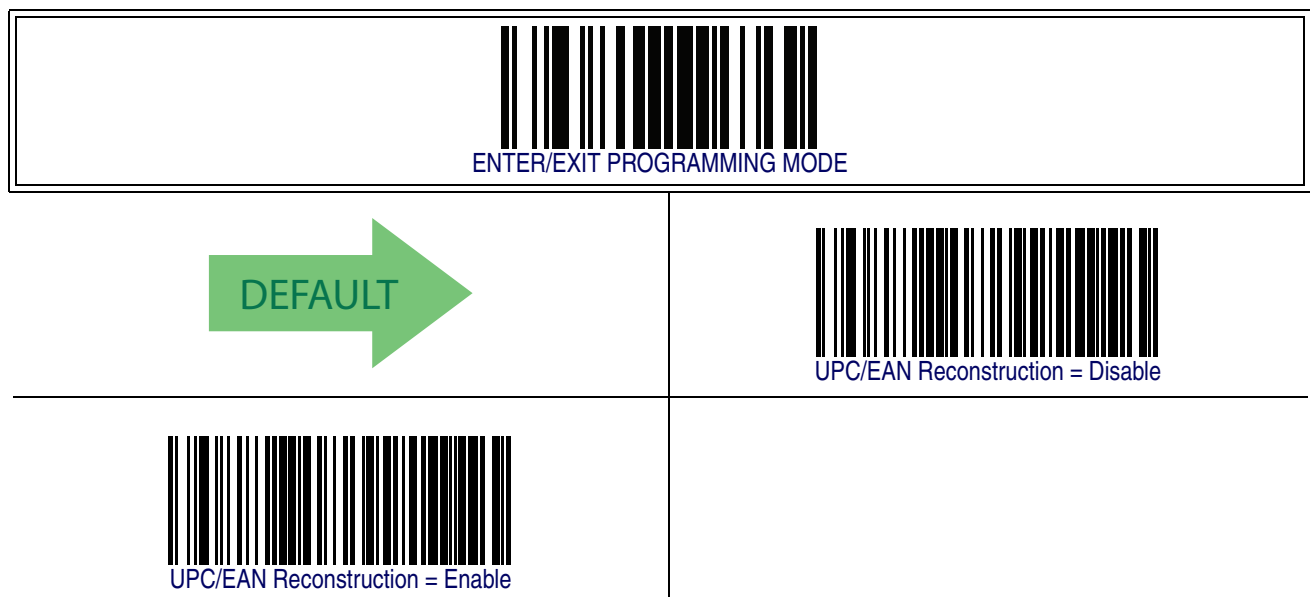 ENTER/EXIT PROGRAMMING MODE
DEFAULT
UPC/EAN Reconstruction = Disable
UPC/EAN Reconstruction = Enable